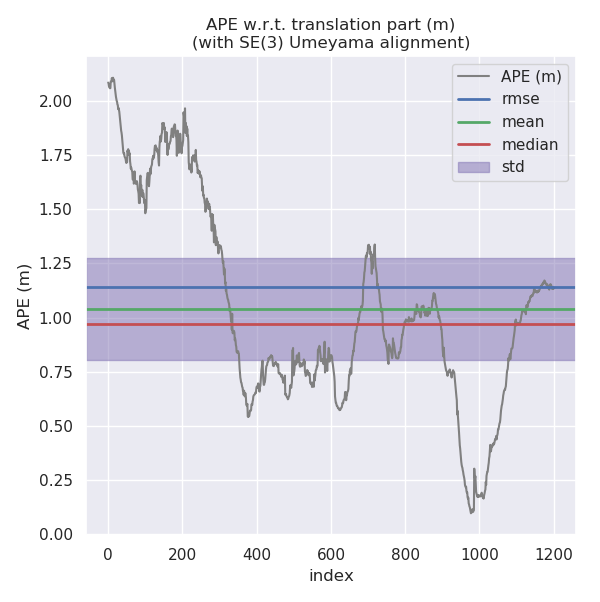 APE w.r.t. translation part (m)
(with SE(3) Umeyama alignment)
APE (m)
rmse
mean
median
std
2.00
1.75
1.50
1.25
1.00
0.75
0.50
0.25
0.00
APE (m)
0 200 400 600 800 1000 1200
index